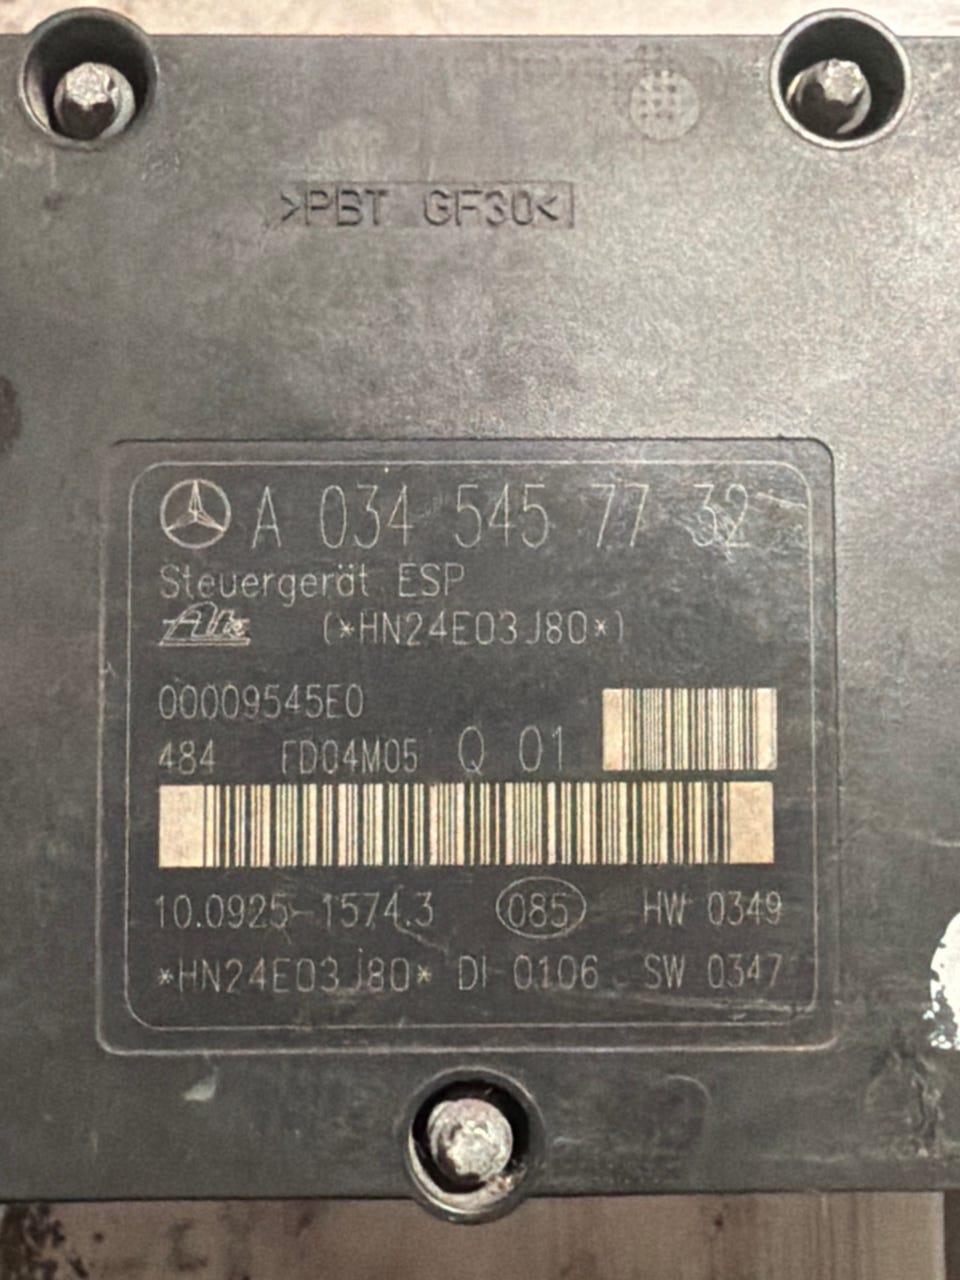 >PBT GF30<
A 034 545 77 32
Steuergerät ESP
Ate (*HN24E03J80*)
00009545E0
484 FD04M05 Q 01
10.0925-1574.3 085 HW 0349
*HN24E03J80* DI 0106 SW 0347